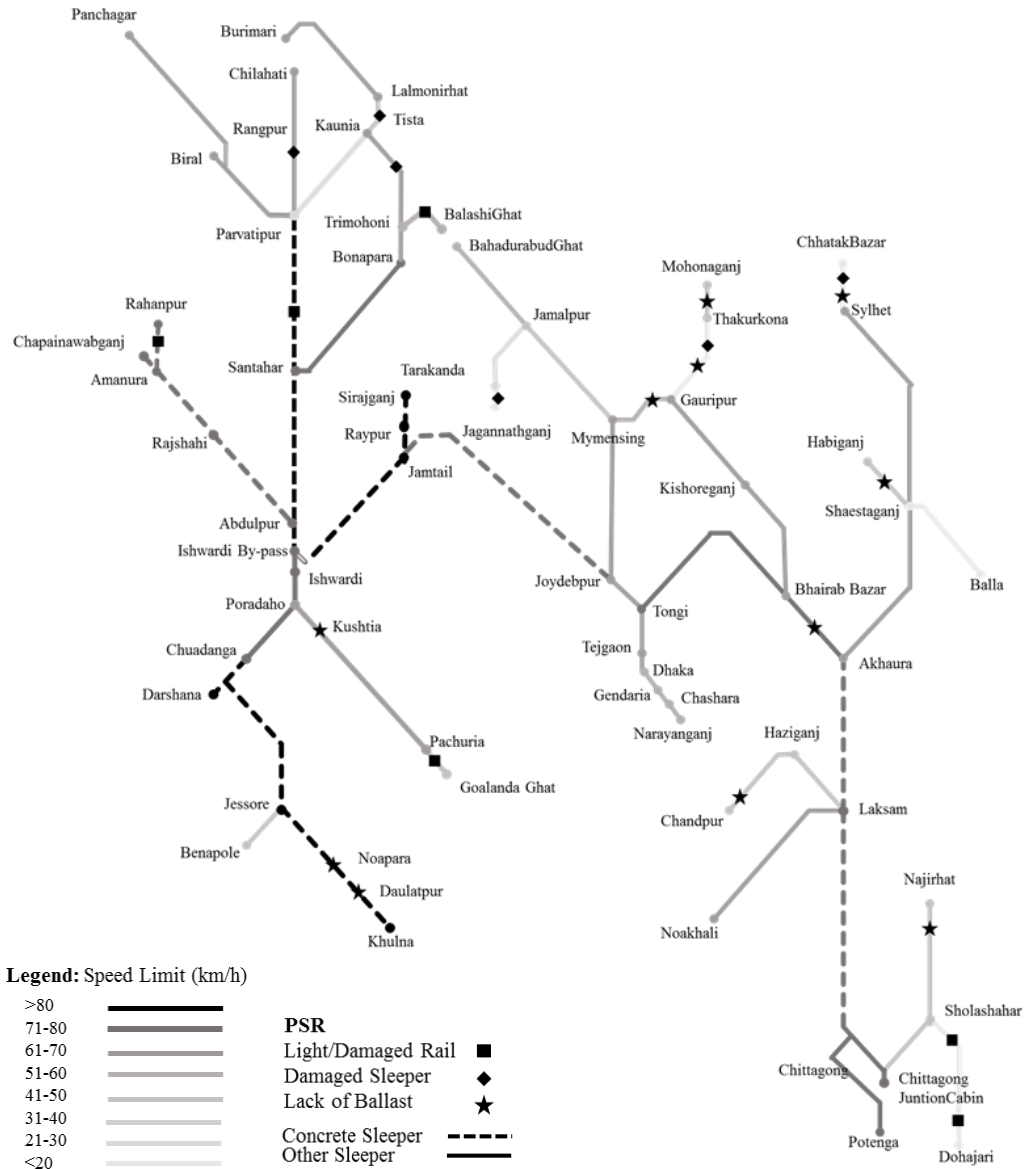 Panchagar
Burimari
Chilahati
Lalmonirhat
Rangpur
Kaunia
Tista
Biral
Trimohoni
BalashiGhat
Parvatipur
Bonapara
BahadurabudGhat
ChhatakBazar
Mohonaganj
Rahanpur
Jamalpur
Thakurkona
Sylhet
Chapainawabganj
Amanura
Santahar
Tarakanda
Sirajganj
Gauripur
Raypur
Jagannathganj
Mymensing
Rajshahi
Habiganj
Jamtail
Kishoreganj
Shaestaganj
Abdulpur
Ishwardi By-pass
Ishwardi
Joydebpur
Bhairab Bazar
Balla
Poradaho
Kushtia
Tongi
Chuadanga
Tejgaon
Akhaura
Darshana
Dhaka
Gendaria
Chashara
Narayanganj
Haziganj
Pachuria
Goalanda Ghat
Jessore
Laksam
Chandpur
Benapole
Noapara
Daulatpur
Najirhat
Noakhali
Khulna
Legend: Speed Limit (km/h)
>80
71-80
61-70
51-60
41-50
31-40
21-30
<20
PSR
Light/Damaged Rail
Damaged Sleeper
Lack of Ballast
Concrete Sleeper
Other Sleeper
Sholashahar
Chittagong
Chittagong
JuntionCabin
Potenga
Dohajari